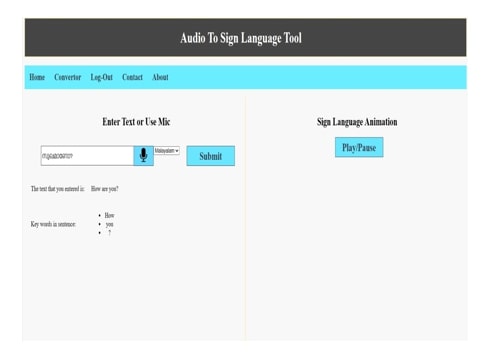 Audio To Sign Language Tool
Home Convertor Log-Out Contact About
Enter Text or Use Mic
Sign Language Animation
Malayalam
Submit
Play/Pause
The text that you entered is: How are you?
Key words in sentence:
How
you
?